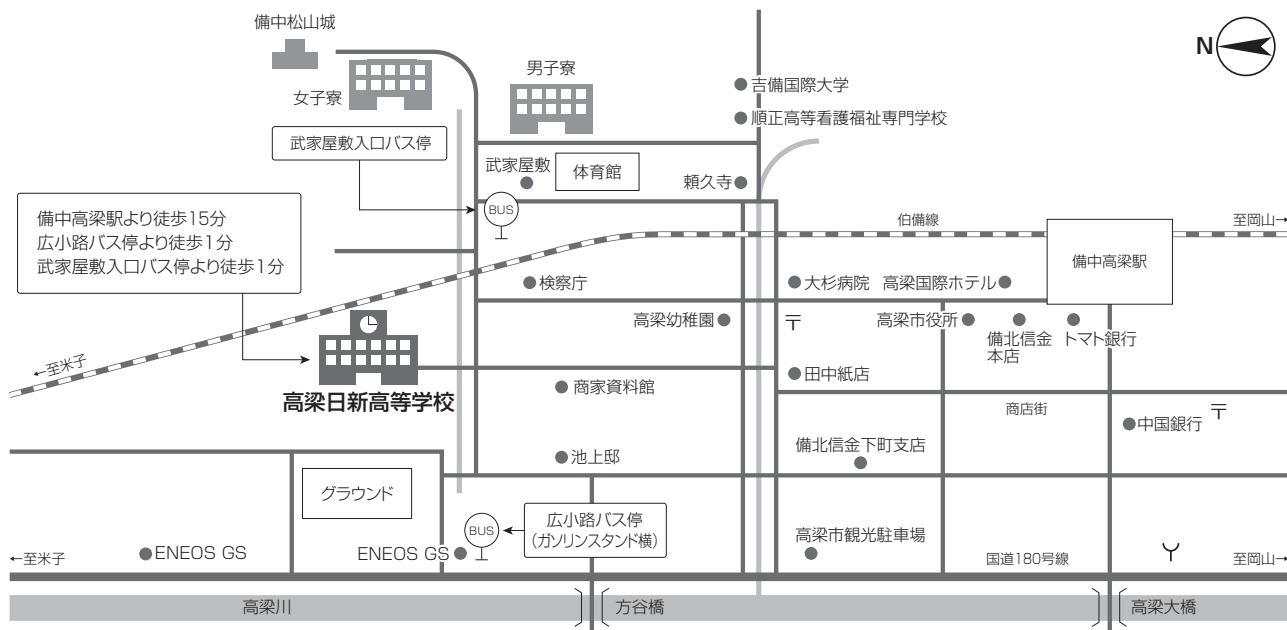 備中松山城
N
女子寮
男子寮
吉備国際大学
順正高等看護福祉専門学校
武家屋敷入口バス停
武家屋敷
体育館
頼久寺
BUS
備中高梁駅より徒歩15分
広小路バス停より徒歩1分
武家屋敷入口バス停より徒歩1分
伯備線
至岡山→
備中高梁駅
検察庁
大杉病院
高梁国際ホテル
高梁幼稚園
〒
高梁市役所
備北信金
本店
トマト銀行
←至米子
高梁日新高等学校
商家資料館
田中紙店
商店街
〒
中国銀行
池上邸
備北信金下町支店
グラウンド
BUS
広小路バス停
(ガソリンスタンド横)
←至米子
ENEOS GS
ENEOS GS
高梁市観光駐車場
国道180号線
至岡山→
高梁川
方谷橋
高梁大橋